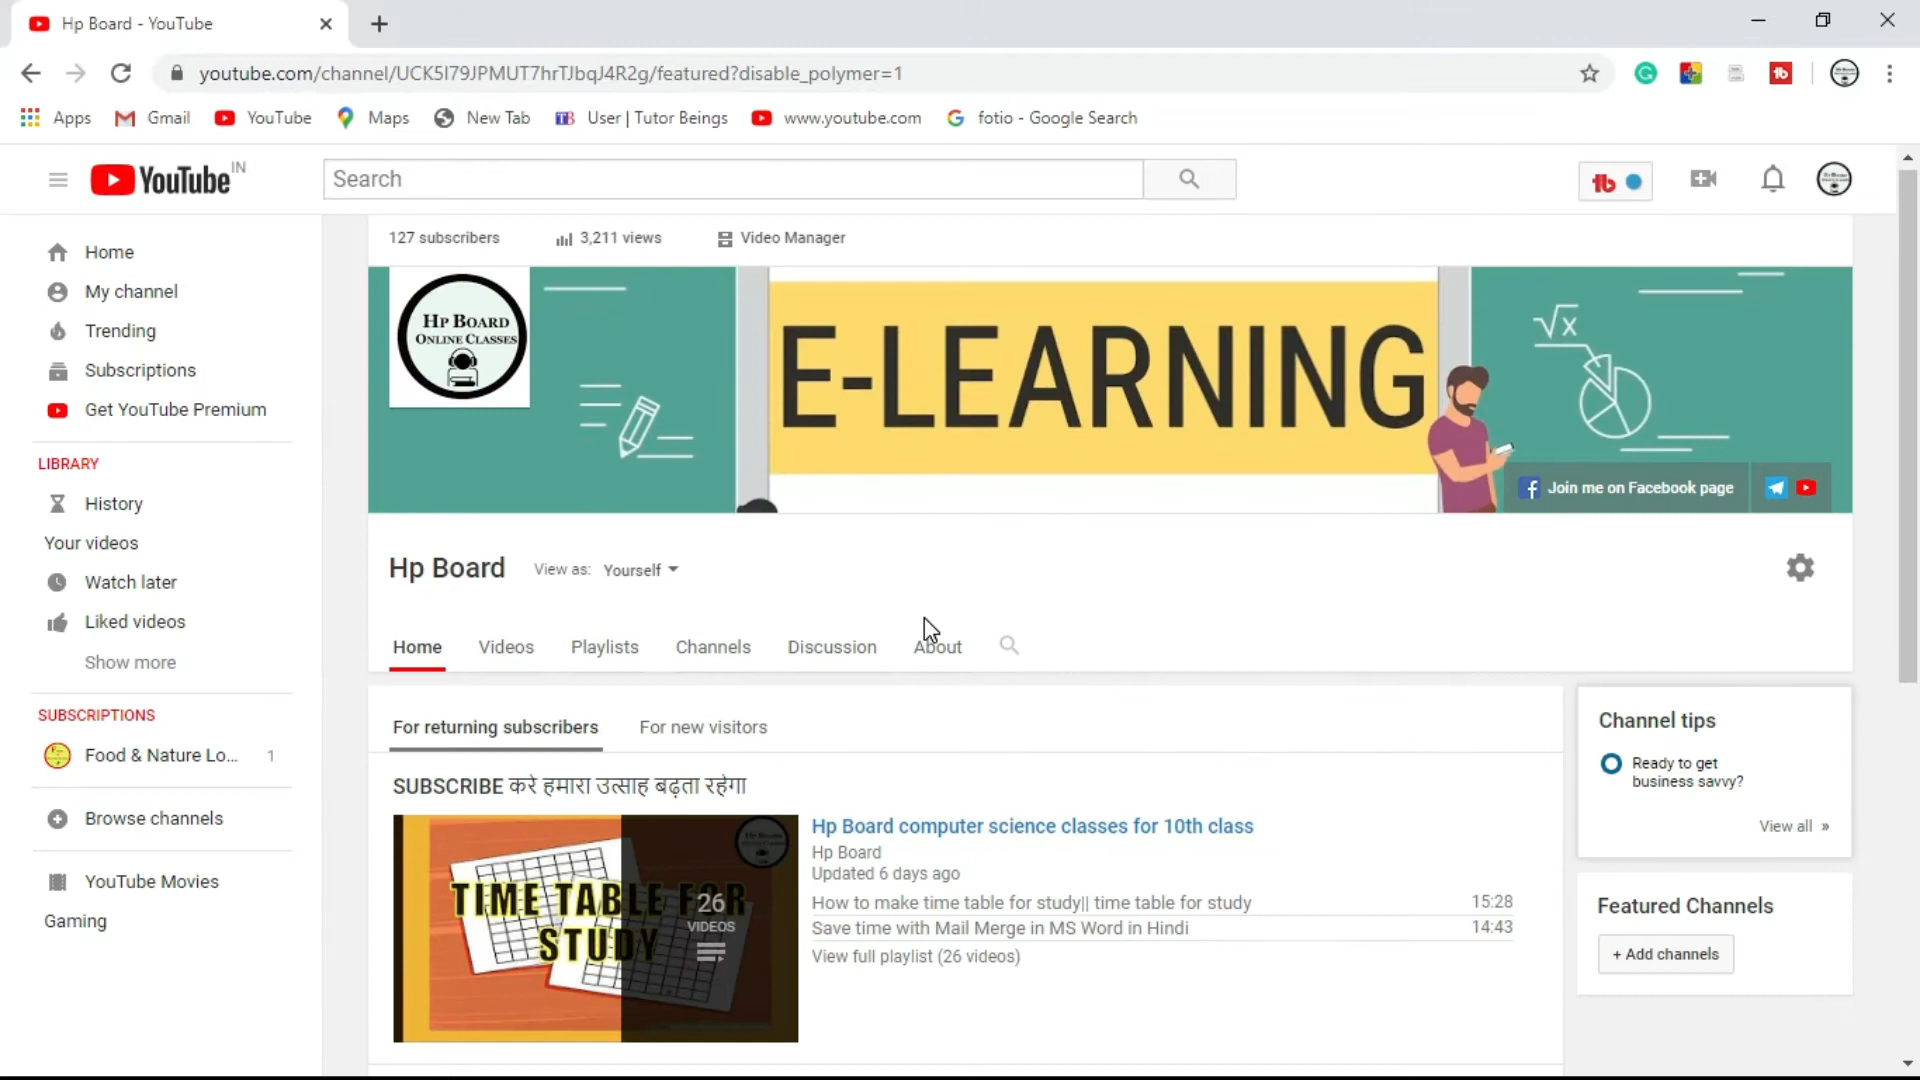 Hp Board - YouTube
youtube.com/channel/UCK5I79JPMUT7hrTJbqJ4R2g/featured?disable_polymer=1
Apps Gmail YouTube Maps New Tab User | Tutor Beings www.youtube.com fotio - Google Search
YouTube IN
Search
Home
My channel
Trending
Subscriptions
Get YouTube Premium
LIBRARY
History
Your videos
Watch later
Liked videos
Show more
SUBSCRIPTIONS
Food & Nature Lo... 1
Browse channels
YouTube Movies
Gaming
127 subscribers 3,211 views Video Manager
HP BOARD
ONLINE CLASSES
E-LEARNING
√x
Join me on Facebook page
Hp Board View as: Yourself
Home Videos Playlists Channels Discussion About
For returning subscribers For new visitors
SUBSCRIBE करे हमारा उत्साह बढ़ता रहेगा
TIME TABLE FOR
STUDY
26
VIDEOS
Hp Board computer science classes for 10th class
Hp Board
Updated 6 days ago
How to make time table for study|| time table for study 15:28
Save time with Mail Merge in MS Word in Hindi 14:43
View full playlist (26 videos)
Channel tips
Ready to get
business savvy?
View all »
Featured Channels
+ Add channels